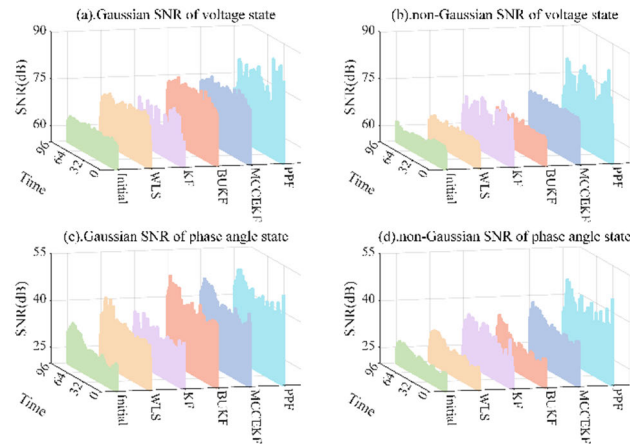 (a).Gaussian SNR of voltage state
90
75
60
SNR(dB)
96
64
32
0
Time
Initial
WLS
KF
BUKF
MCCEKF
PPF
(b).non-Gaussian SNR of voltage state
90
75
60
SNR(dB)
96
64
32
0
Time
Initial
WLS
KF
BUKF
MCCEKF
PPF
(c).Gaussian SNR of phase angle state
55
40
25
SNR(dB)
96
64
32
0
Time
Initial
WLS
KF
BUKF
MCCEKF
PPF
(d).non-Gaussian SNR of phase angle state
55
40
25
SNR(dB)
96
64
32
0
Time
Initial
WLS
KF
BUKF
MCCEKF
PPF